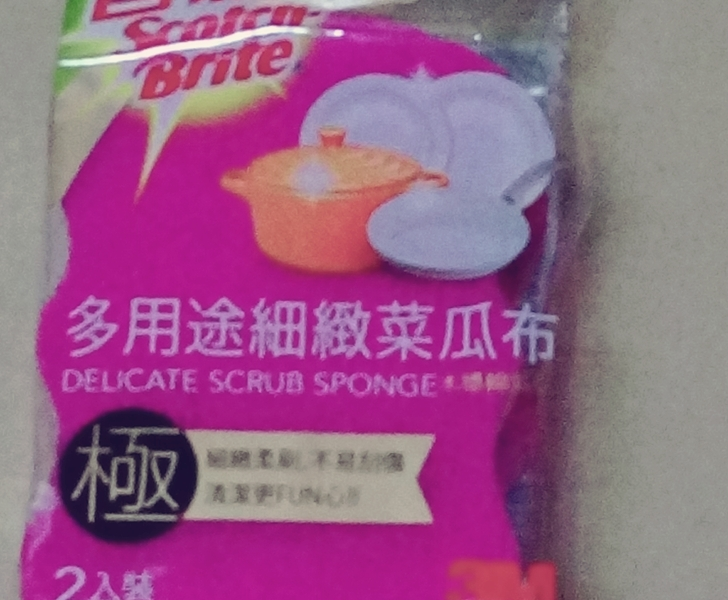 Scotch-
Brite
多用途細緻菜瓜布
DELICATE SCRUB SPONGE
極
細緻柔刷,不易刮傷
清潔更FUN心!!
2入裝
3M